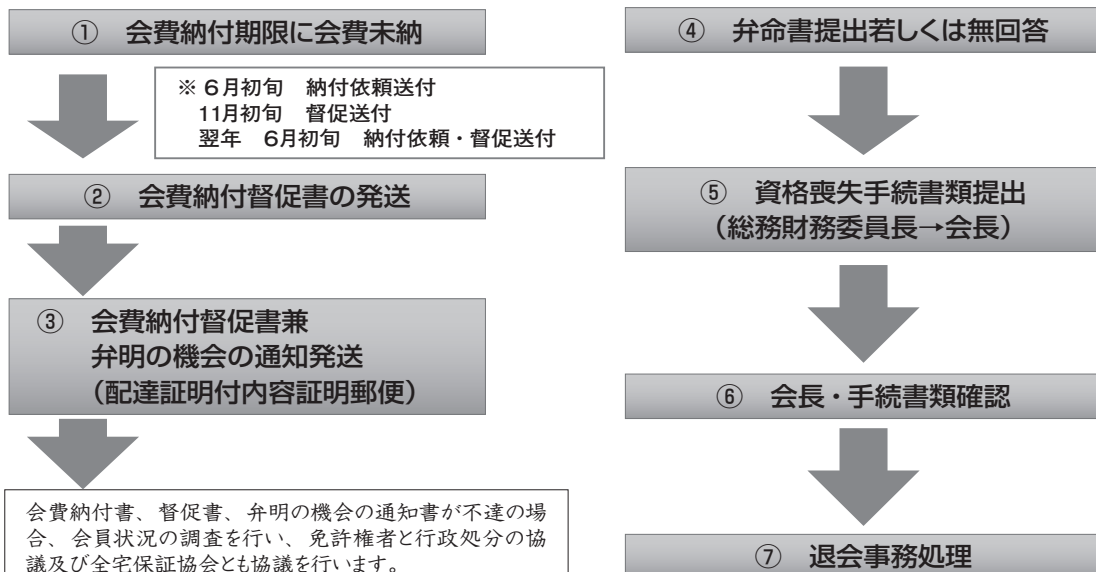 ① 会費納付期限に会費未納
※ 6月初旬 納付依頼送付
11月初旬 督促送付
翌年 6月初旬 納付依頼・督促送付
② 会費納付督促書の発送
③ 会費納付督促書兼
弁明の機会の通知発送
（配達証明付内容証明郵便）
会費納付書、督促書、弁明の機会の通知書が不達の場
合、会員状況の調査を行い、免許権者と行政処分の協
議及び全宅保証協会とも協議を行います。
④ 弁命書提出若しくは無回答
⑤ 資格喪失手続書類提出
（総務財務委員長→会長）
⑥ 会長・手続書類確認
⑦ 退会事務処理